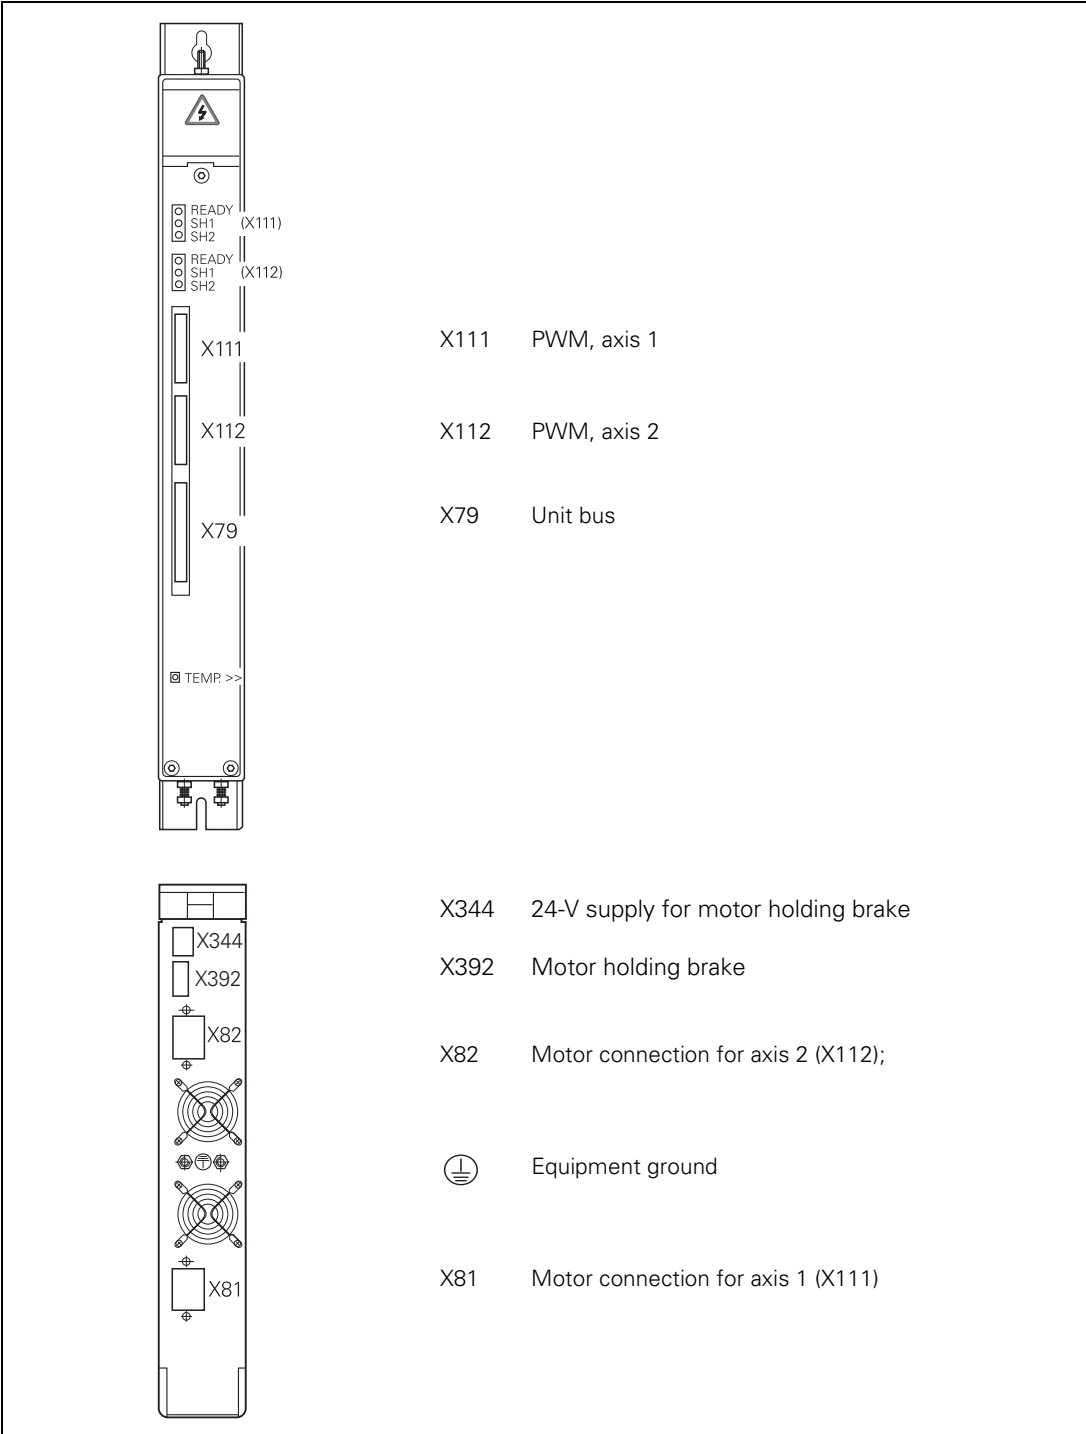 READY
SH1 (X111)
SH2
READY
SH1 (X112)
SH2
X111
X111 PWM, axis 1
X112
X112 PWM, axis 2
X79
X79 Unit bus
TEMP. >>
X344
X344 24-V supply for motor holding brake
X392
X392 Motor holding brake
X82
X82 Motor connection for axis 2 (X112);
Equipment ground
X81
X81 Motor connection for axis 1 (X111)